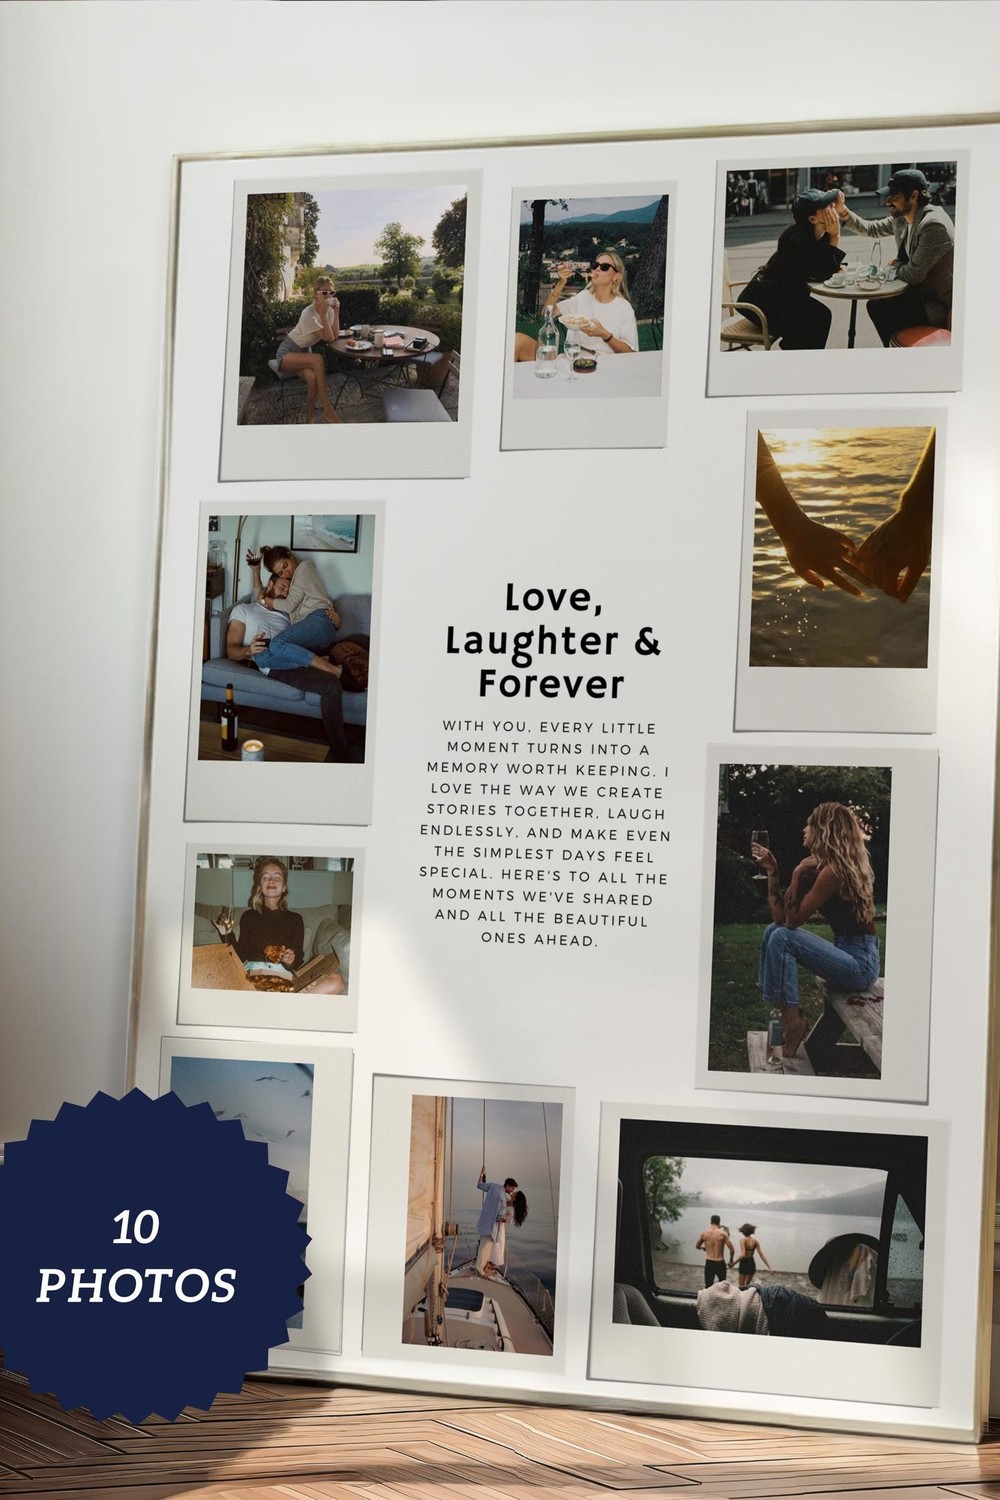 Love,
Laughter &
Forever
WITH YOU, EVERY LITTLE
MOMENT TURNS INTO A
MEMORY WORTH KEEPING. I
LOVE THE WAY WE CREATE
STORIES TOGETHER, LAUGH
ENDLESSLY, AND MAKE EVEN
THE SIMPLEST DAYS FEEL
SPECIAL. HERE'S TO ALL THE
MOMENTS WE'VE SHARED
AND ALL THE BEAUTIFUL
ONES AHEAD.
10
PHOTOS